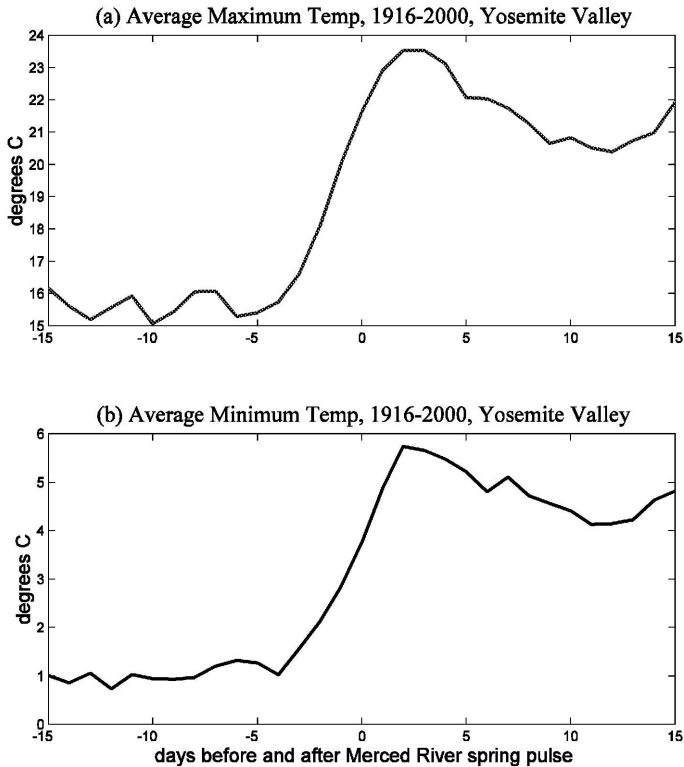 (a) Average Maximum Temp, 1916-2000, Yosemite Valley
24
23
22
21
20
19
18
17
16
15
degrees C
-15 -10 -5 0 5 10 15
(b) Average Minimum Temp, 1916-2000, Yosemite Valley
6
5
4
3
2
1
0
degrees C
-15 -10 -5 0 5 10 15
days before and after Merced River spring pulse